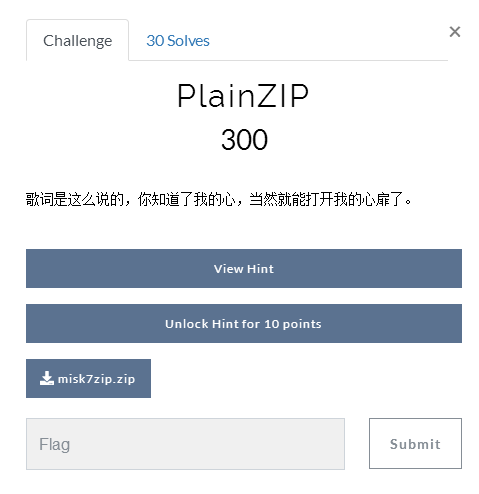 Challenge
30 Solves
×
PlainZIP
300
歌词是这么说的，你知道了我的心，当然就能打开我的心扉了。
View Hint
Unlock Hint for 10 points
misk7zip.zip
Flag
Submit